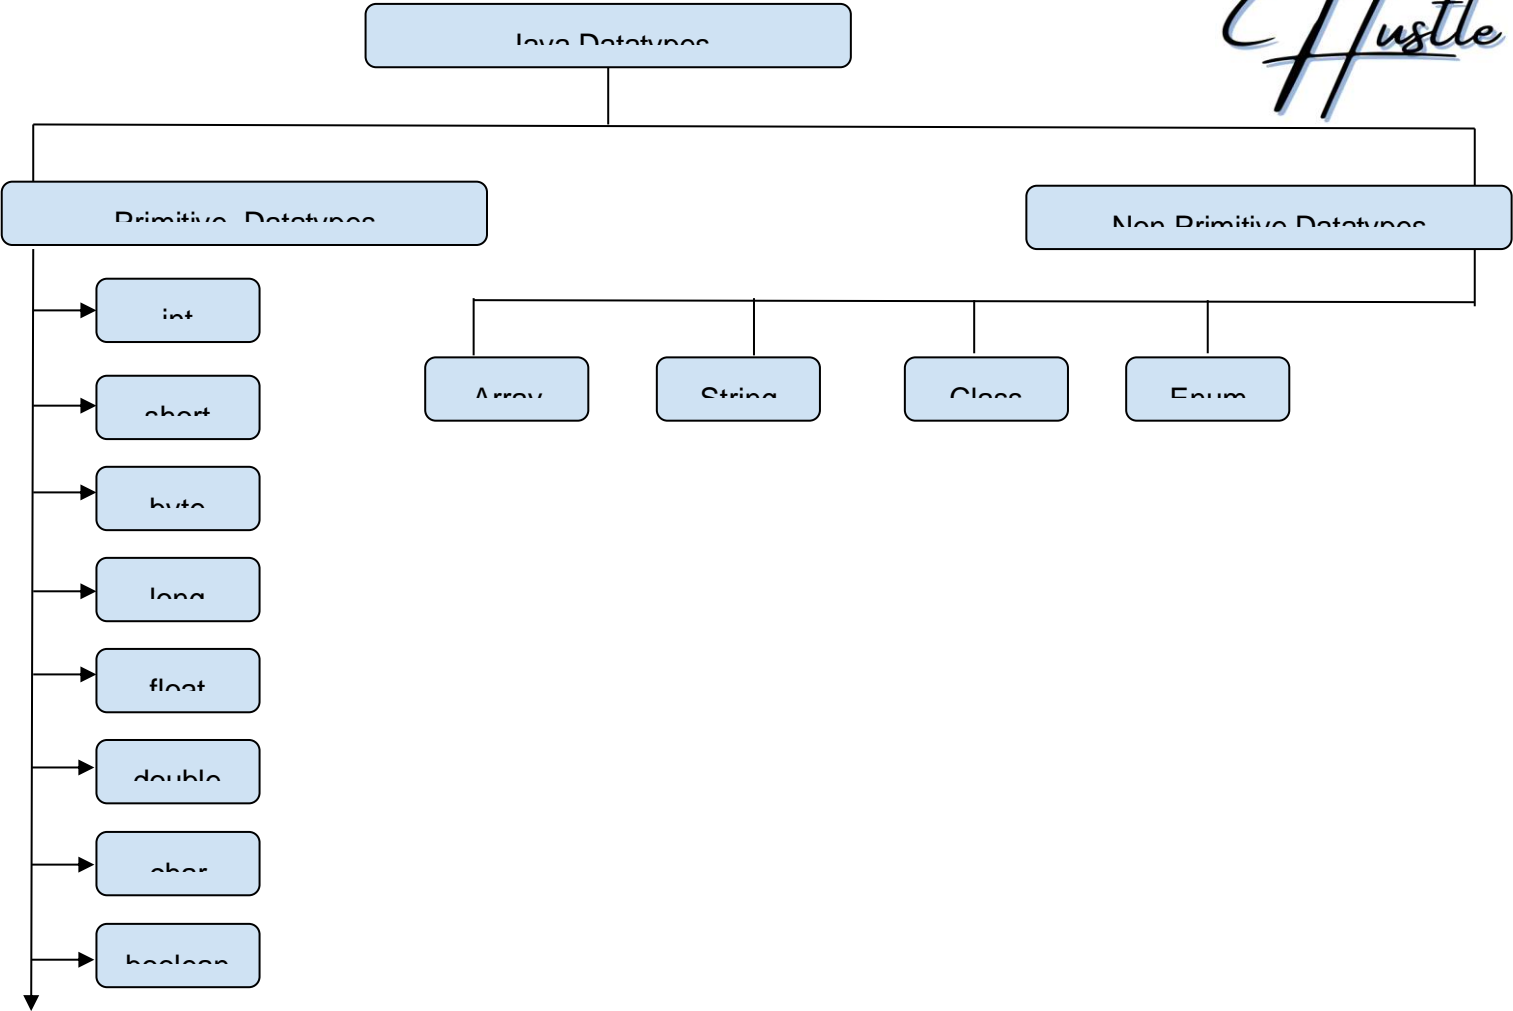 Hustle
Java Datatypes
Primitive Datatypes
Non Primitive Datatypes
int
short
byte
long
float
double
char
boolean
Array
String
Class
Enum